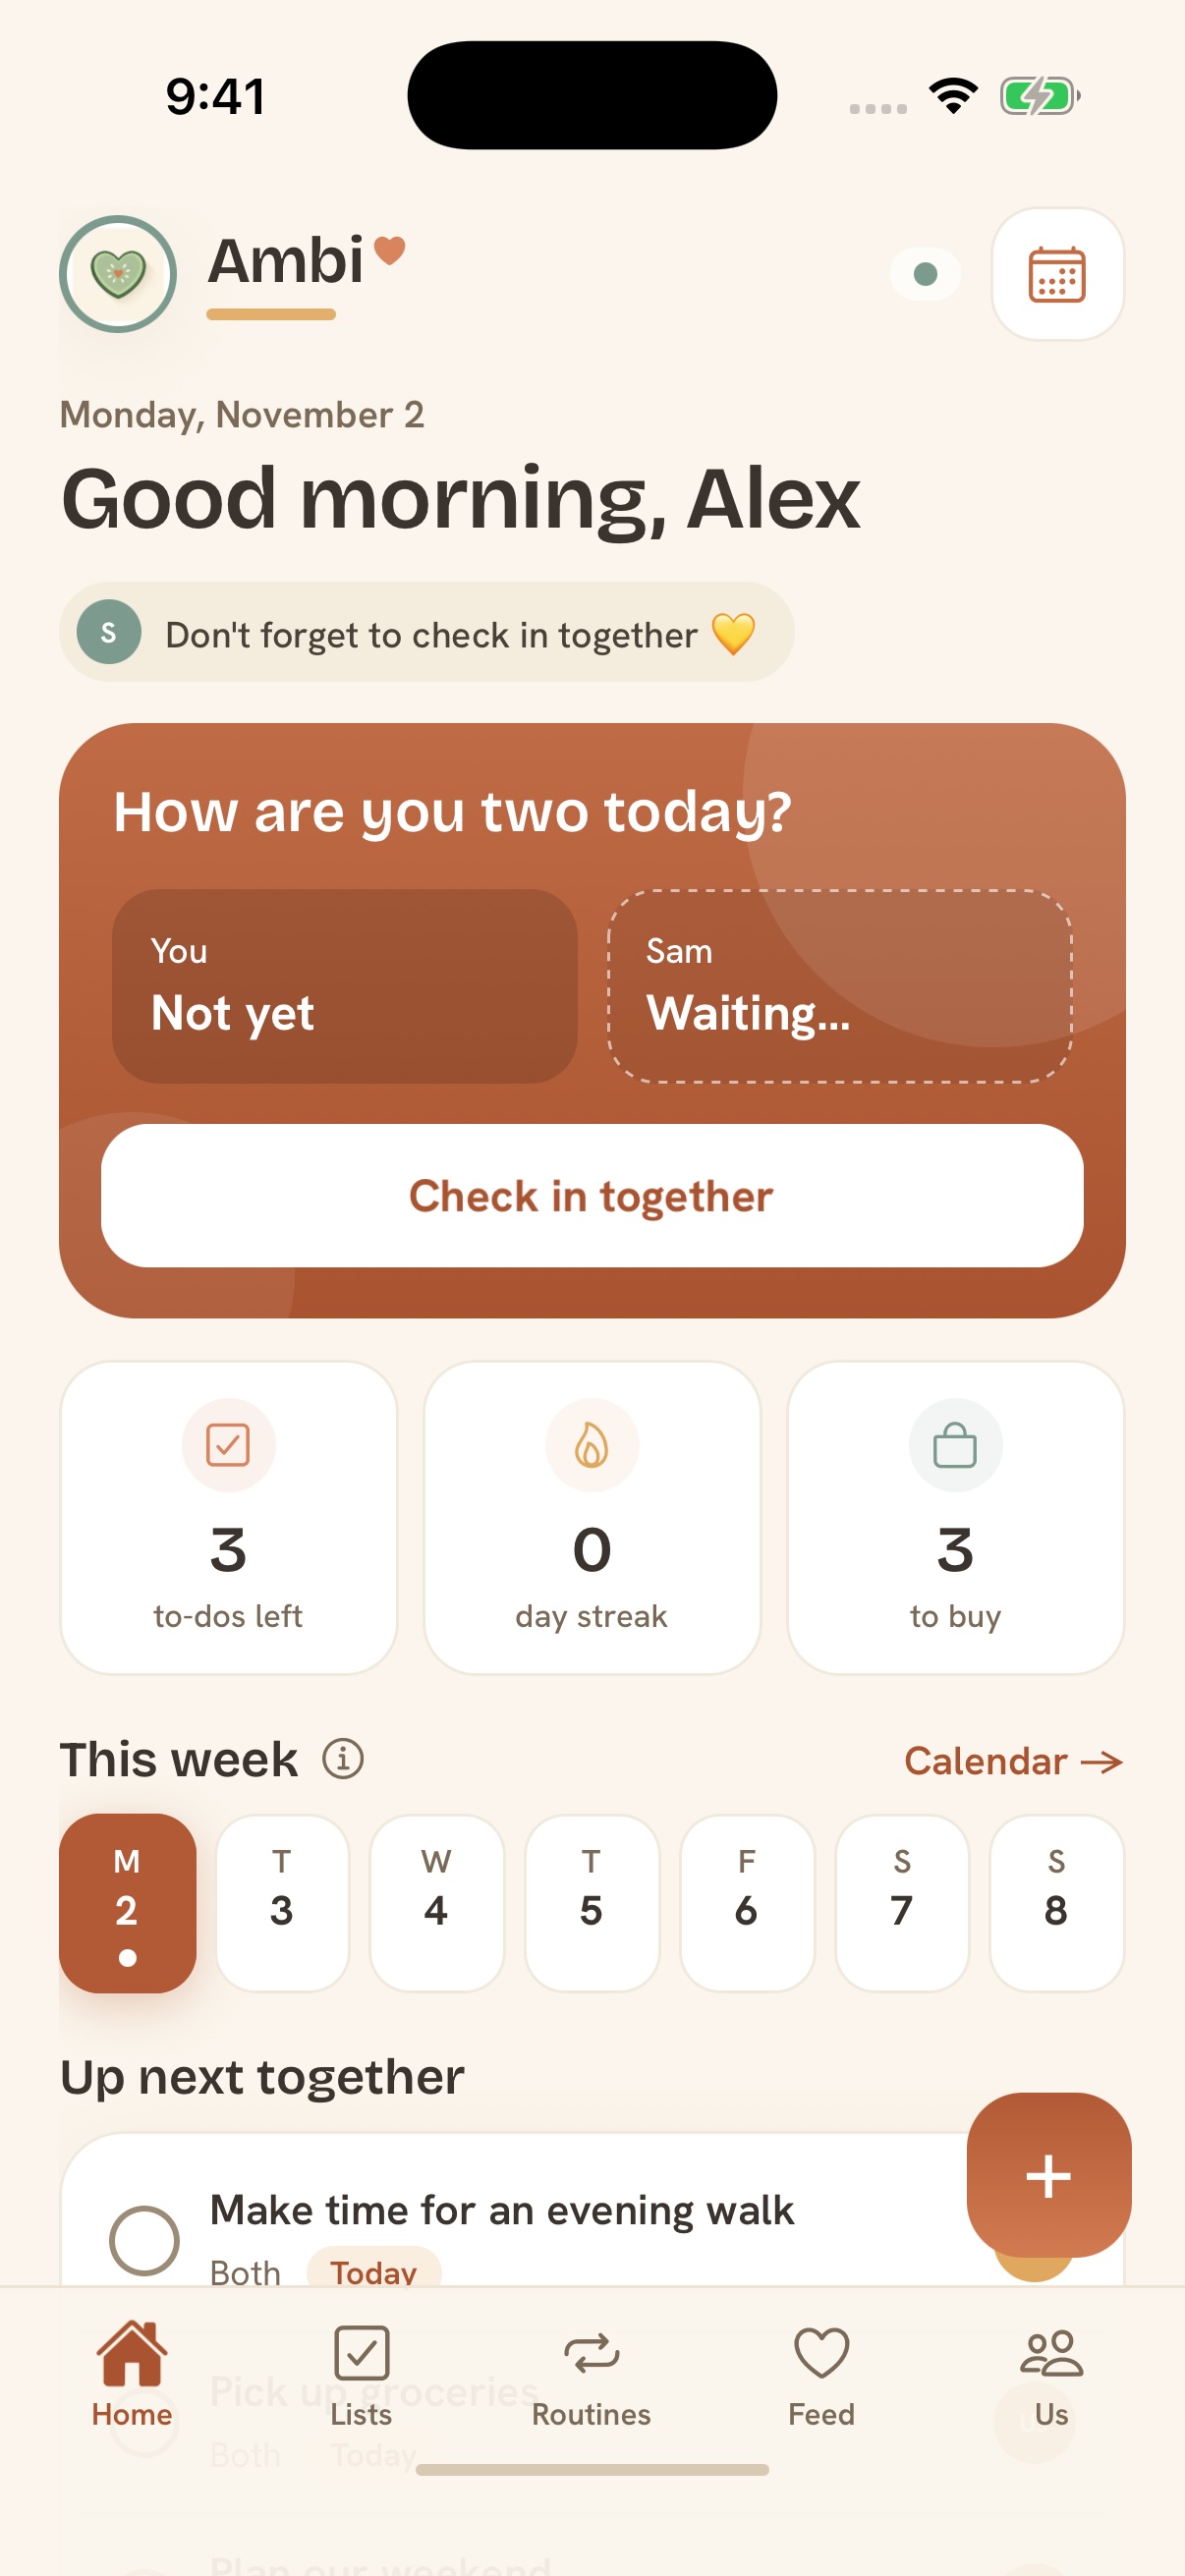 9:41
Ambi
Monday, November 2
Good morning, Alex
S Don't forget to check in together 💛
How are you two today?
You
Not yet
Sam
Waiting...
Check in together
3
to-dos left
0
day streak
3
to buy
This week
Calendar →
M T W T F S S
2 3 4 5 6 7 8
Up next together
+
Make time for an evening walk
Both Today
Pick up groceries
Both Today
Home Lists Routines Feed Us
Plan our weekend